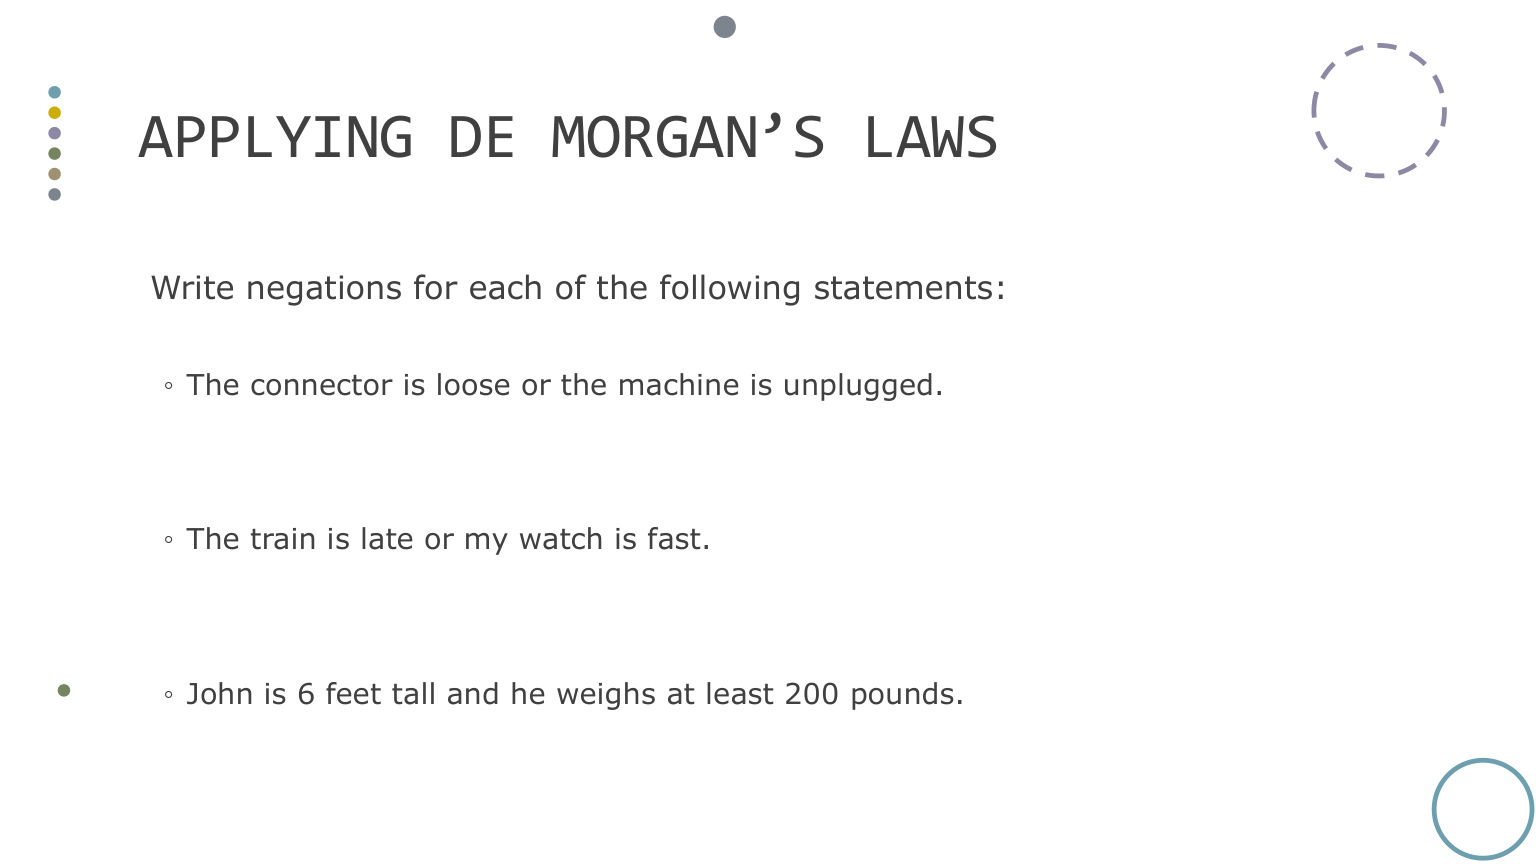 APPLYING DE MORGAN’S LAWS
Write negations for each of the following statements:
◦ The connector is loose or the machine is unplugged.
◦ The train is late or my watch is fast.
◦ John is 6 feet tall and he weighs at least 200 pounds.